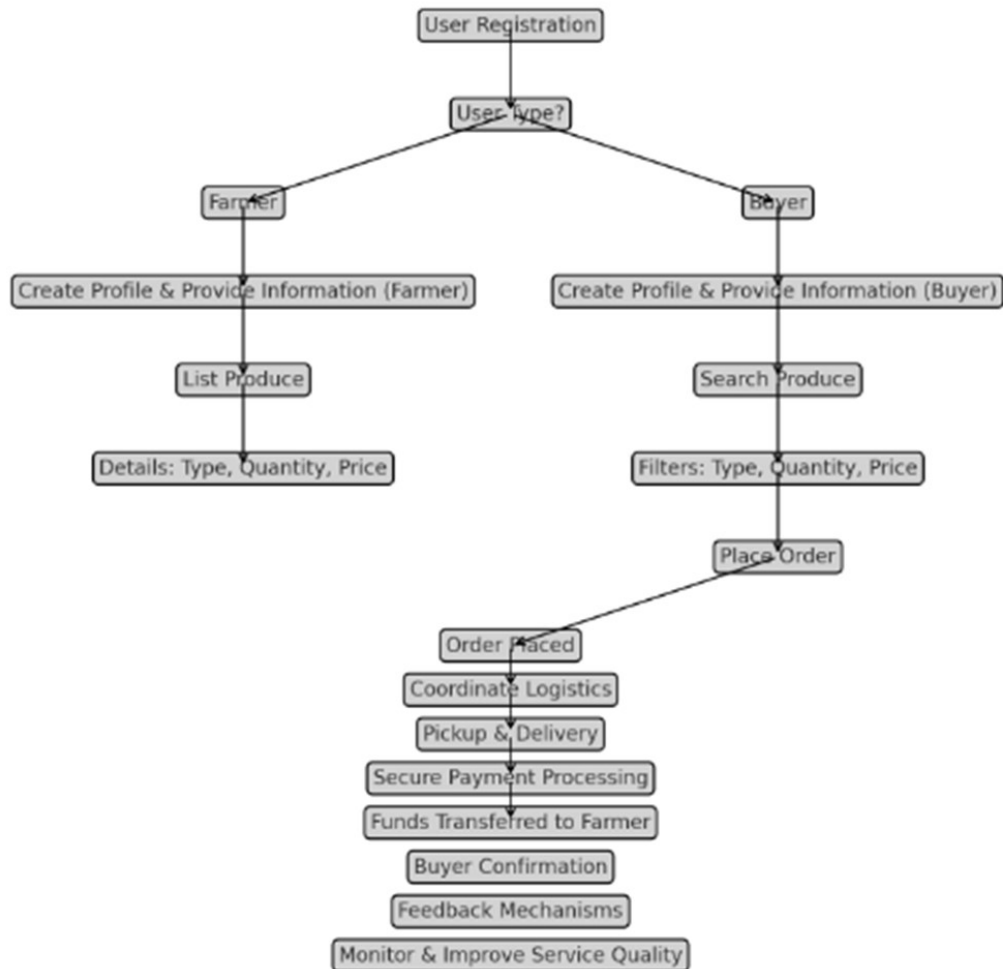 User Registration
User Type?
Farmer
Buyer
Create Profile & Provide Information (Farmer)
Create Profile & Provide Information (Buyer)
List Produce
Search Produce
Details: Type, Quantity, Price
Filters: Type, Quantity, Price
Place Order
Order Placed
Coordinate Logistics
Pickup & Delivery
Secure Payment Processing
Funds Transferred to Farmer
Buyer Confirmation
Feedback Mechanisms
Monitor & Improve Service Quality